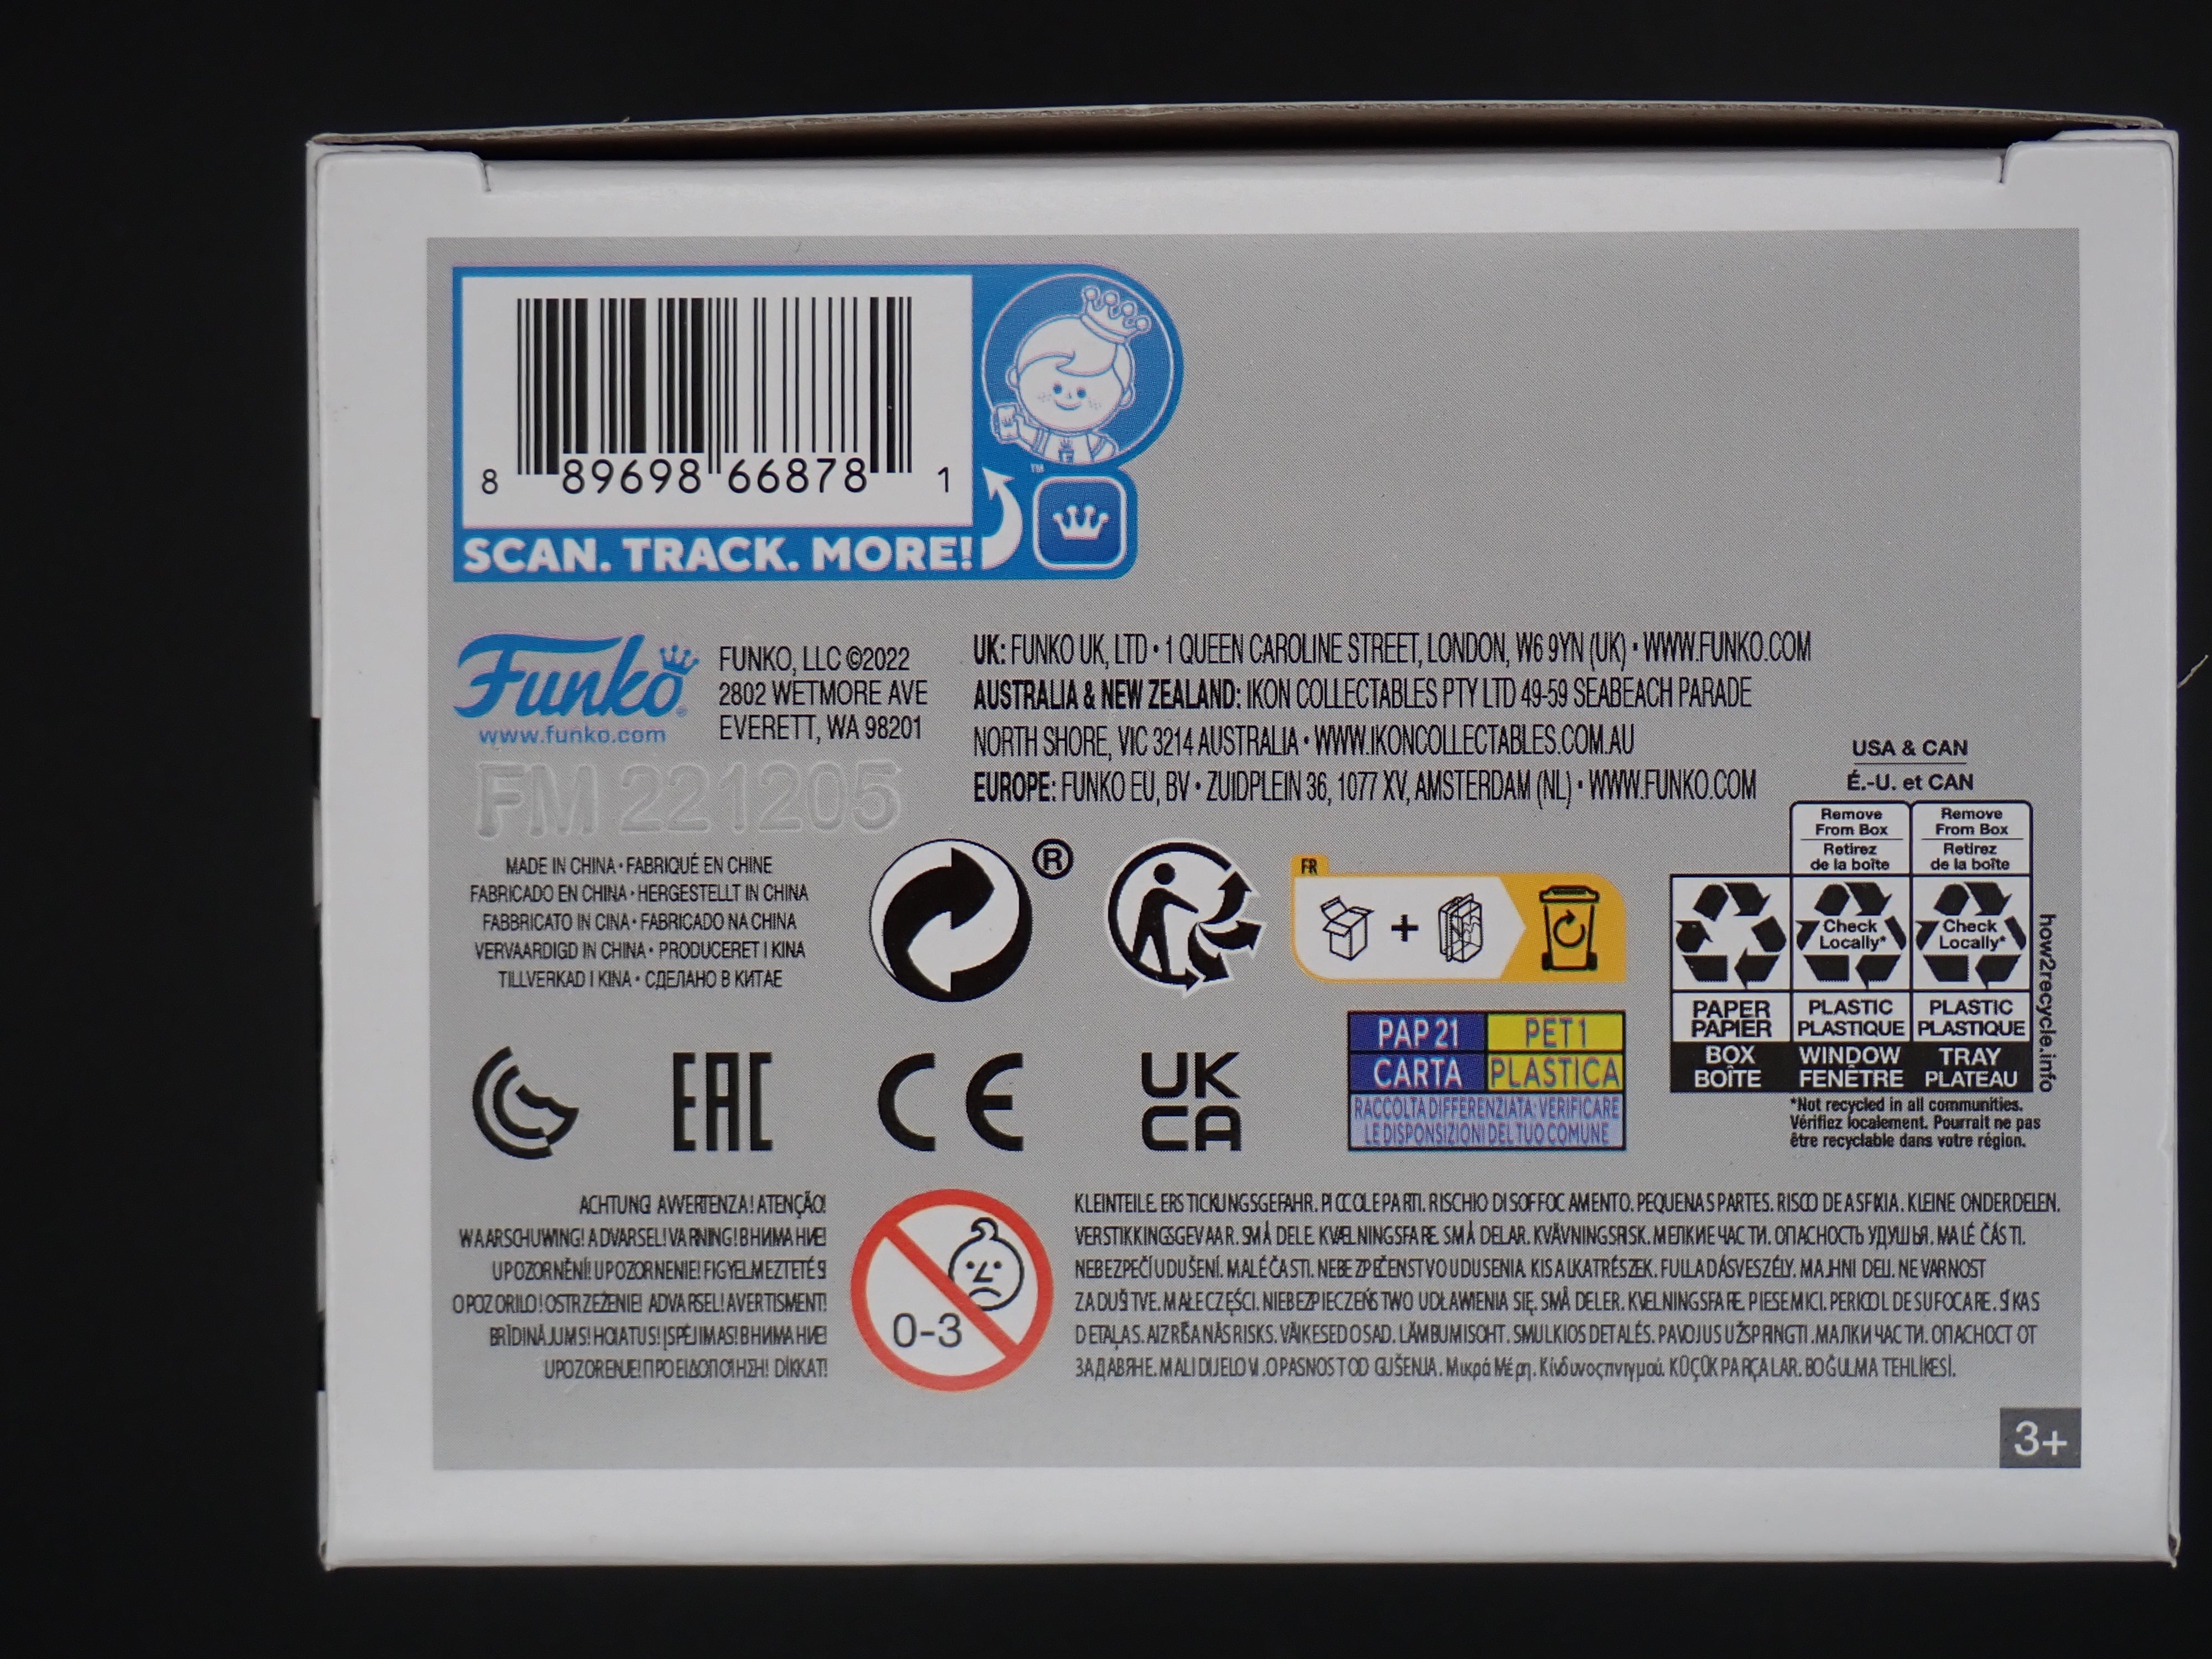 8 89698 66878 1
SCAN. TRACK. MORE!
TM
Funko®
www.funko.com
FUNKO, LLC ©2022
2802 WETMORE AVE
EVERETT, WA 98201
UK: FUNKO UK, LTD • 1 QUEEN CAROLINE STREET, LONDON, W6 9YN (UK) • WWW.FUNKO.COM
AUSTRALIA & NEW ZEALAND: IKON COLLECTABLES PTY LTD 49-59 SEABEACH PARADE
NORTH SHORE, VIC 3214 AUSTRALIA • WWW.IKONCOLLECTABLES.COM.AU
EUROPE: FUNKO EU, BV • ZUIDPLEIN 36, 1077 XV, AMSTERDAM (NL) • WWW.FUNKO.COM
FM 221205
MADE IN CHINA • FABRIQUÉ EN CHINE
FABRICADO EN CHINA • HERGESTELLT IN CHINA
FABBRICATO IN CINA • FABRICADO NA CHINA
VERVAARDIGD IN CHINA • PRODUCERET I KINA
TILLVERKAD I KINA • СДЕЛАНО В КИТАЕ
®
FR
+
USA & CAN
É.-U. et CAN
Remove
From Box
Retirez
de la boîte
Remove
From Box
Retirez
de la boîte
Check
Locally*
Check
Locally*
PAPER
PAPIER
PLASTIC
PLASTIQUE
PLASTIC
PLASTIQUE
BOX
BOÎTE
WINDOW
FENÊTRE
TRAY
PLATEAU
how2recycle.info
*Not recycled in all communities.
Vérifiez localement. Pourrait ne pas
être recyclable dans votre région.
EAC
CE
UK
CA
PAP 21 PET 1
CARTA PLASTICA
RACCOLTA DIFFERENZIATA: VERIFICARE
LE DISPONSIZIONI DEL TUO COMUNE
ACHTUNG! AVVERTENZA! ATENÇÃO!
WAARSCHUWING! ADVARSEL! VARNING! ВНИМАНИЕ!
UPOZORNĚNÍ! UPOZORNENIE! FIGYELMEZTETÉS!
OPOZORILO! OSTRZEŻENIE! ADVARSEL! AVERTISMENT!
BRĪDINĀJUMS! HOIATUS! ĮSPĖJIMAS! ВНИМАНИЕ!
UPOZORENJE! ΠΡΟΕΙΔΟΠΟΙΗΣΗ! DİKKAT!
0-3
KLEINTEILE. ERSTICKUNGSGEFAHR. PICCOLE PARTI. RISCHIO DI SOFFOCAMENTO. PEQUENAS PARTES. RISCO DE ASFIXIA. KLEINE ONDERDELEN.
VERSTIKKINGSGEVAAR. SMÅ DELE. KVÆLNINGSFARE. SMÅ DELAR. KVÄVNINGSRISK. МЕЛКИЕ ЧАСТИ. ОПАСНОСТЬ УДУШЬЯ. MALÉ ČÁSTI.
NEBEZPEČÍ UDUŠENÍ. MALÉ ČASTI. NEBEZPEČENSTVO UDUSENIA. KIS ALKATRÉSZEK. FULLADÁSVESZÉLY. MAJHNI DELI. NEVARNOST
ZADUŠITVE. MAŁE CZĘŚCI. NIEBEZPIECZEŃSTWO UDŁAWIENIA SIĘ. SMÅ DELER. KVELNINGSFARE. PIESE MICI. PERICOL DE SUFOCARE. SĪKAS
DETAĻAS. AIZRĪŠANĀS RISKS. VÄIKESED OSAD. LÄMBUMISOHT. SMULKIOS DETALĖS. PAVOJUS UŽSPRINGTI. МАЛКИ ЧАСТИ. ОПАСНОСТ ОТ
ЗАДАВЯНЕ. MALI DIJELOVI. OPASNOST OD GUŠENJA. Μικρά Μέρη. Κίνδυνος πνιγμού. KÜÇÜK PARÇALAR. BOĞULMA TEHLİKESİ.
3+